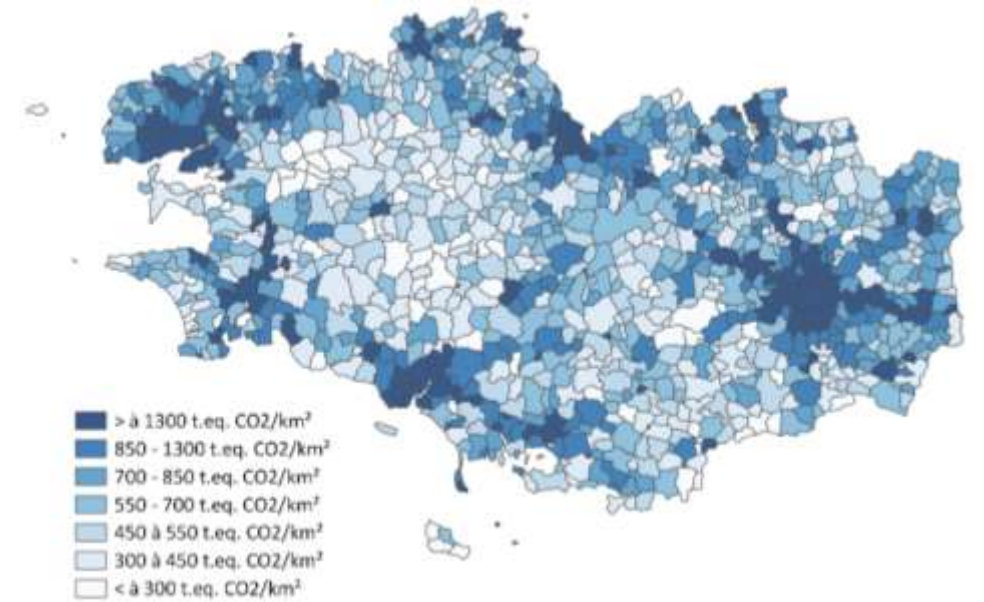 > à 1300 t.eq. CO2/km²
850 - 1300 t.eq. CO2/km²
700 - 850 t.eq. CO2/km²
550 - 700 t.eq. CO2/km²
450 à 550 t.eq. CO2/km²
300 à 450 t.eq. CO2/km²
< à 300 t.eq. CO2/km²